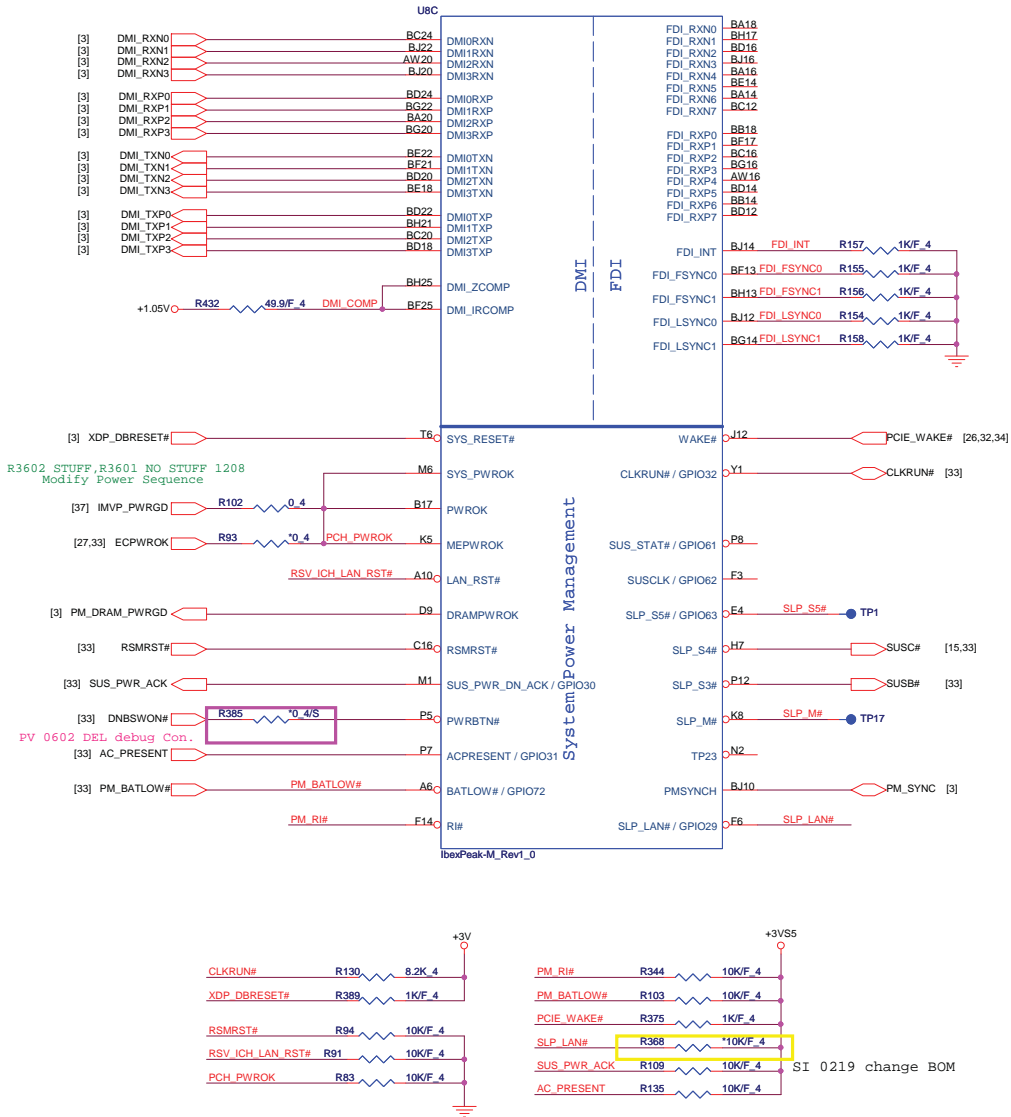 U8C
[3] DMI_RXN0 BC24 DMI0RXN
[3] DMI_RXN1 BJ22 DMI1RXN
[3] DMI_RXN2 AW20 DMI2RXN
[3] DMI_RXN3 BJ20 DMI3RXN
[3] DMI_RXP0 BD24 DMI0RXP
[3] DMI_RXP1 BG22 DMI1RXP
[3] DMI_RXP2 BA20 DMI2RXP
[3] DMI_RXP3 BG20 DMI3RXP
[3] DMI_TXN0 BE22 DMI0TXN
[3] DMI_TXN1 BF21 DMI1TXN
[3] DMI_TXN2 BD20 DMI2TXN
[3] DMI_TXN3 BE18 DMI3TXN
[3] DMI_TXP0 BD22 DMI0TXP
[3] DMI_TXP1 BH21 DMI1TXP
[3] DMI_TXP2 BC20 DMI2TXP
[3] DMI_TXP3 BD18 DMI3TXP
BH25 DMI_ZCOMP
+1.05V R432 49.9/F_4 DMI_COMP BF25 DMI_IRCOMP
DMI
FDI
FDI_RXN0 BA18
FDI_RXN1 BH17
FDI_RXN2 BD16
FDI_RXN3 BJ16
FDI_RXN4 BA16
FDI_RXN5 BE14
FDI_RXN6 BA14
FDI_RXN7 BC12
FDI_RXP0 BB18
FDI_RXP1 BF17
FDI_RXP2 BC16
FDI_RXP3 BG16
FDI_RXP4 AW16
FDI_RXP5 BD14
FDI_RXP6 BB14
FDI_RXP7 BD12
FDI_INT BJ14 FDI_INT R157 1K/F_4
FDI_FSYNC0 BF13 FDI_FSYNC0 R155 1K/F_4
FDI_FSYNC1 BH13 FDI_FSYNC1 R156 1K/F_4
FDI_LSYNC0 BJ12 FDI_LSYNC0 R154 1K/F_4
FDI_LSYNC1 BG14 FDI_LSYNC1 R158 1K/F_4
[3] XDP_DBRESET# T6 SYS_RESET#
R3602 STUFF,R3601 NO STUFF 1208
Modify Power Sequence
M6 SYS_PWROK
[37] IMVP_PWRGD R102 0_4 B17 PWROK
[27,33] ECPWROK R93 *0_4 PCH_PWROK K5 MEPWROK
RSV_ICH_LAN_RST# A10 LAN_RST#
[3] PM_DRAM_PWRGD D9 DRAMPWROK
[33] RSMRST# C16 RSMRST#
[33] SUS_PWR_ACK M1 SUS_PWR_DN_ACK / GPIO30
[33] DNBSWON# R385 *0_4/S P5 PWRBTN#
PV 0602 DEL debug Con.
[33] AC_PRESENT P7 ACPRESENT / GPIO31
[33] PM_BATLOW# PM_BATLOW# A6 BATLOW# / GPIO72
PM_RI# F14 RI#
System Power Management
WAKE# J12 PCIE_WAKE# [26,32,34]
CLKRUN# / GPIO32 Y1 CLKRUN# [33]
SUS_STAT# / GPIO61 P8
SUSCLK / GPIO62 F3
SLP_S5# / GPIO63 E4 SLP_S5# TP1
SLP_S4# H7 SUSC# [15,33]
SLP_S3# P12 SUSB# [33]
SLP_M# K8 SLP_M# TP17
TP23 N2
PMSYNCH BJ10 PM_SYNC [3]
SLP_LAN# / GPIO29 F6 SLP_LAN#
IbexPeak-M_Rev1_0
+3V
CLKRUN# R130 8.2K_4
XDP_DBRESET# R389 1K/F_4
RSMRST# R94 10K/F_4
RSV_ICH_LAN_RST# R91 10K/F_4
PCH_PWROK R83 10K/F_4
+3VS5
PM_RI# R344 10K/F_4
PM_BATLOW# R103 10K/F_4
PCIE_WAKE# R375 1K/F_4
SLP_LAN# R368 *10K/F_4
SUS_PWR_ACK R109 10K/F_4
SI 0219 change BOM
AC_PRESENT R135 10K/F_4